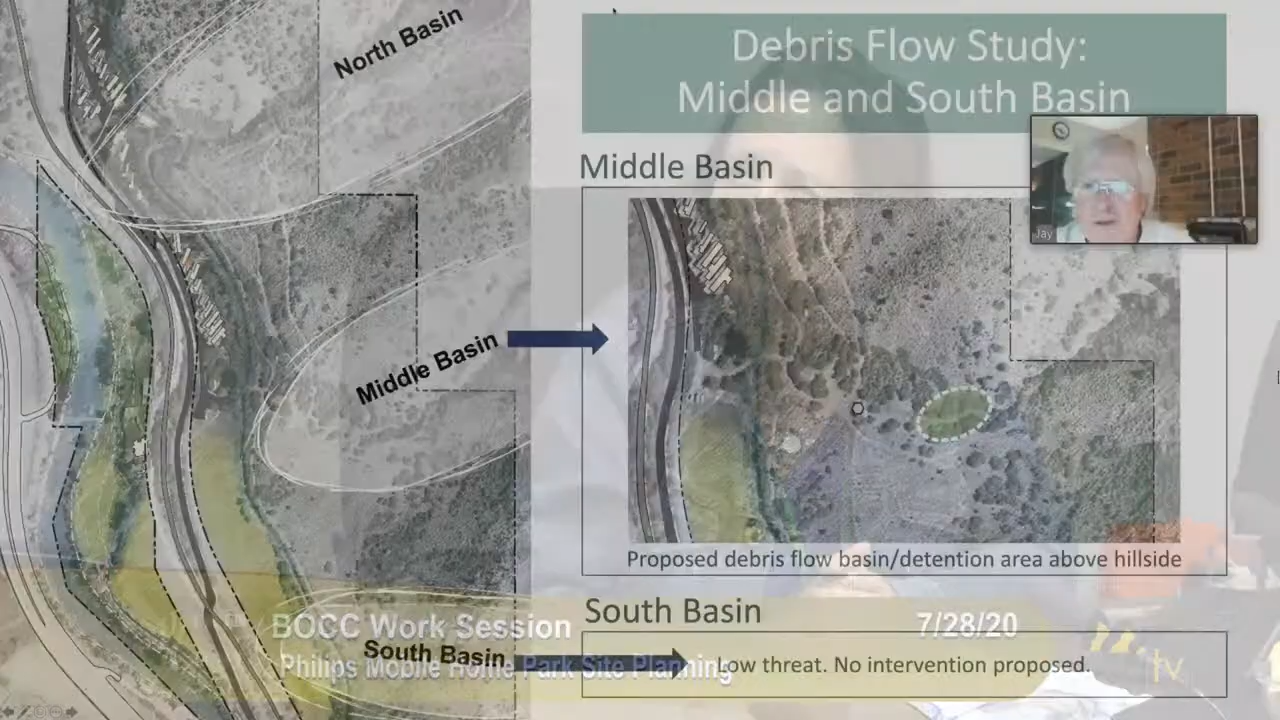 North Basin
Debris Flow Study:
Middle and South Basin
Middle Basin
Jay
Middle Basin
Proposed debris flow basin/detention area above hillside
South Basin
BOCC Work Session
7/28/20
South Basin
Philips Mobile Home Park Site Planning
Low threat. No intervention proposed.
tv